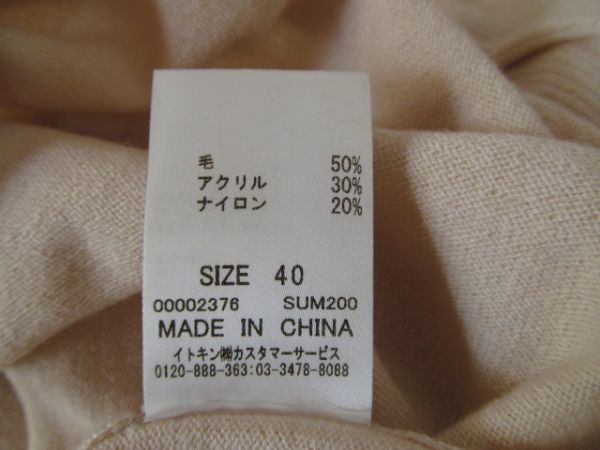 毛 50%
アクリル 30%
ナイロン 20%
SIZE 40
00002376 SUM200
MADE IN CHINA
イトキン㈱カスタマーサービス
0120-888-363:03-3478-8088